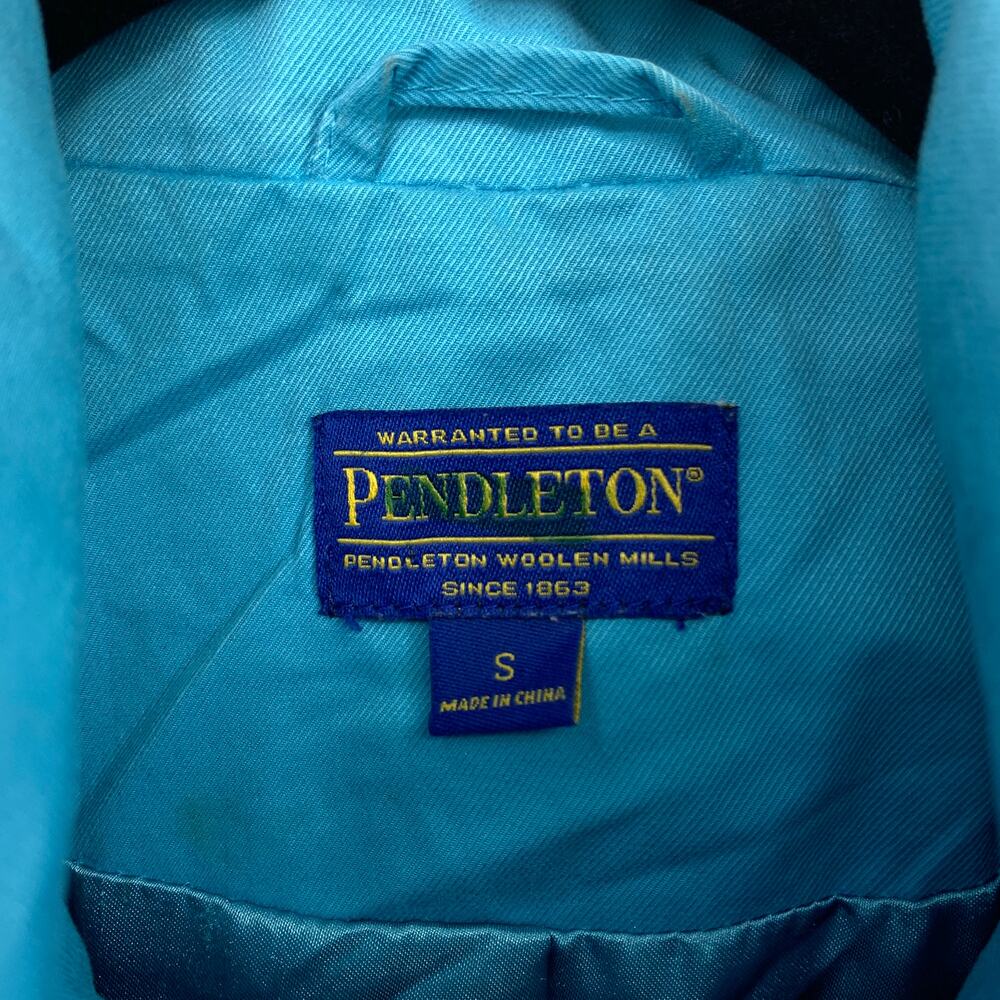 WARRANTED TO BE A
PENDLETON®
PENDLETON WOOLEN MILLS
SINCE 1863
S
MADE IN CHINA